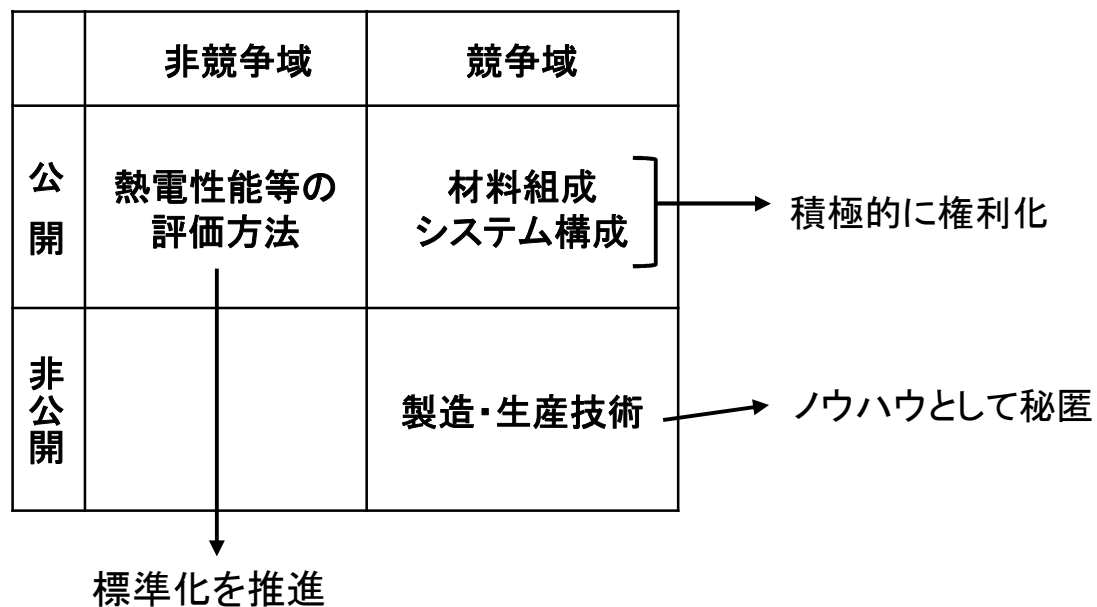 非競争域
競争域
公開
熱電性能等の
評価方法
材料組成
システム構成
積極的に権利化
非公開
製造・生産技術
ノウハウとして秘匿
標準化を推進